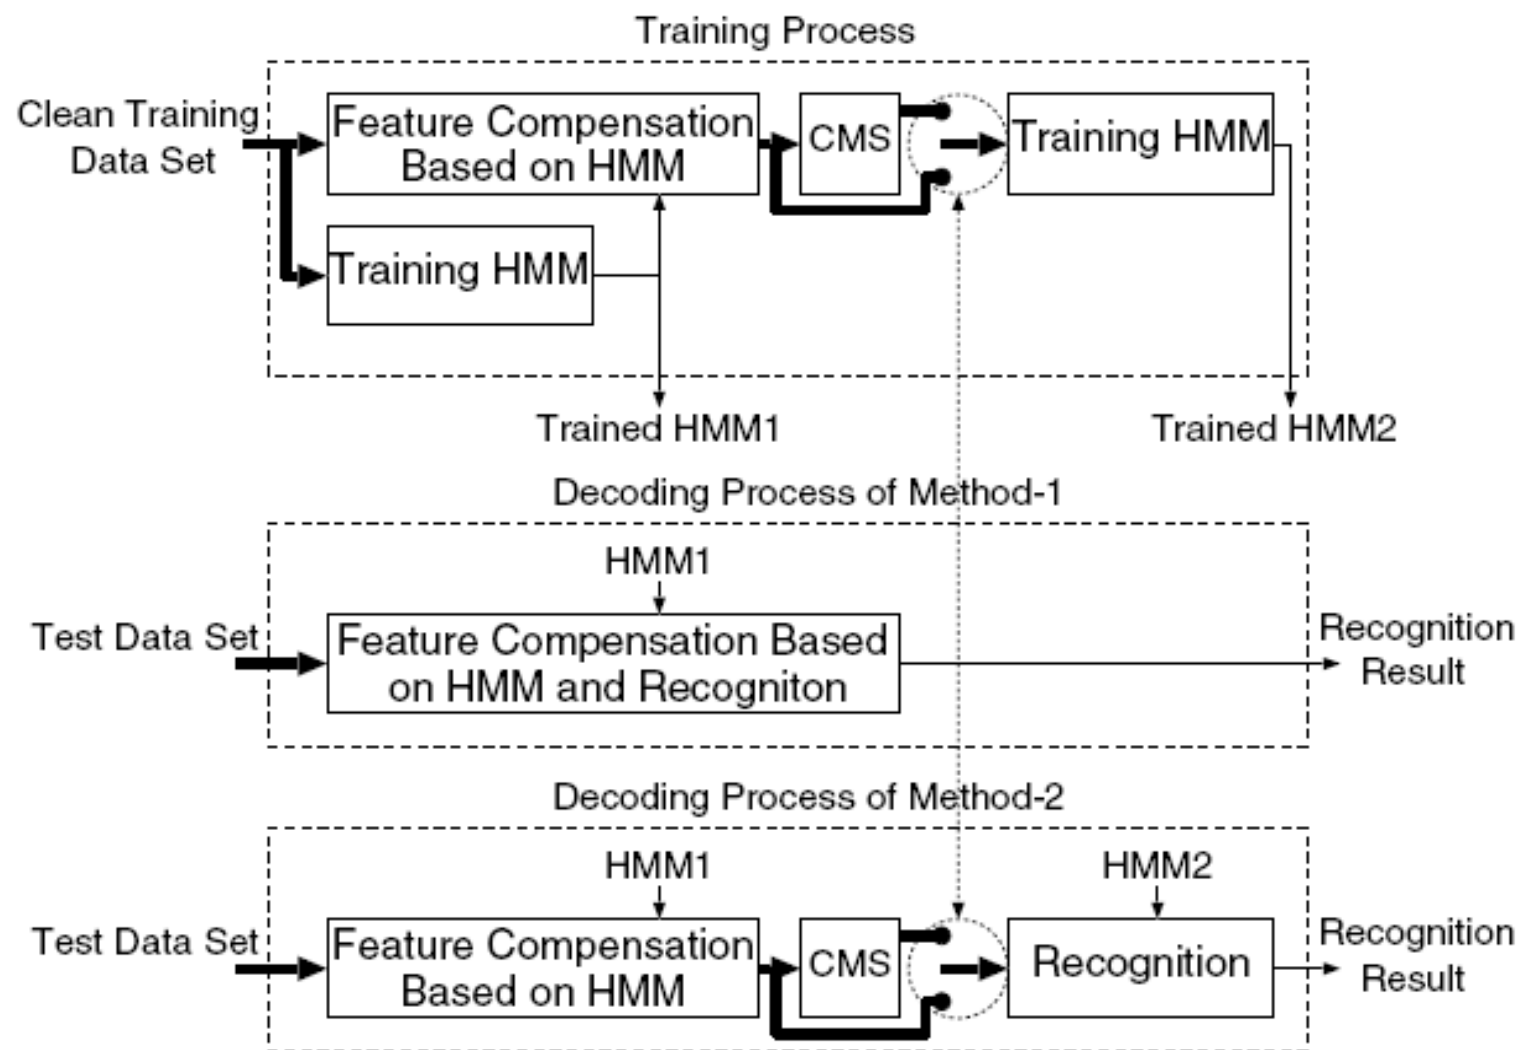 Training Process
Clean Training
Data Set
Feature Compensation
Based on HMM
CMS
Training HMM
Training HMM
Trained HMM1
Trained HMM2
Decoding Process of Method-1
HMM1
Test Data Set
Feature Compensation Based
on HMM and Recogniton
Recognition
Result
Decoding Process of Method-2
HMM1
HMM2
Test Data Set
Feature Compensation
Based on HMM
CMS
Recognition
Recognition
Result